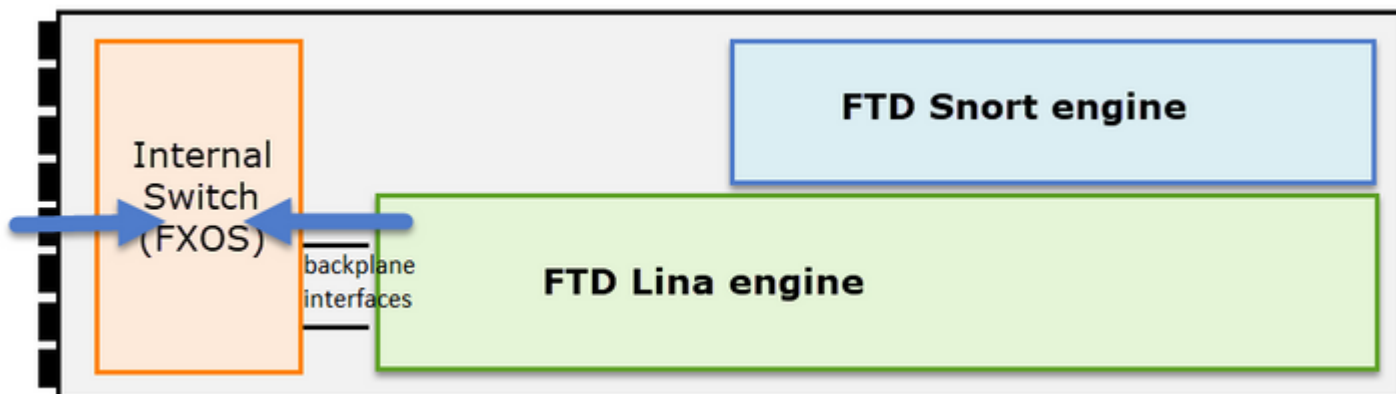 FTD Snort engine
Internal
Switch
(FXOS)
backplane
interfaces
FTD Lina engine